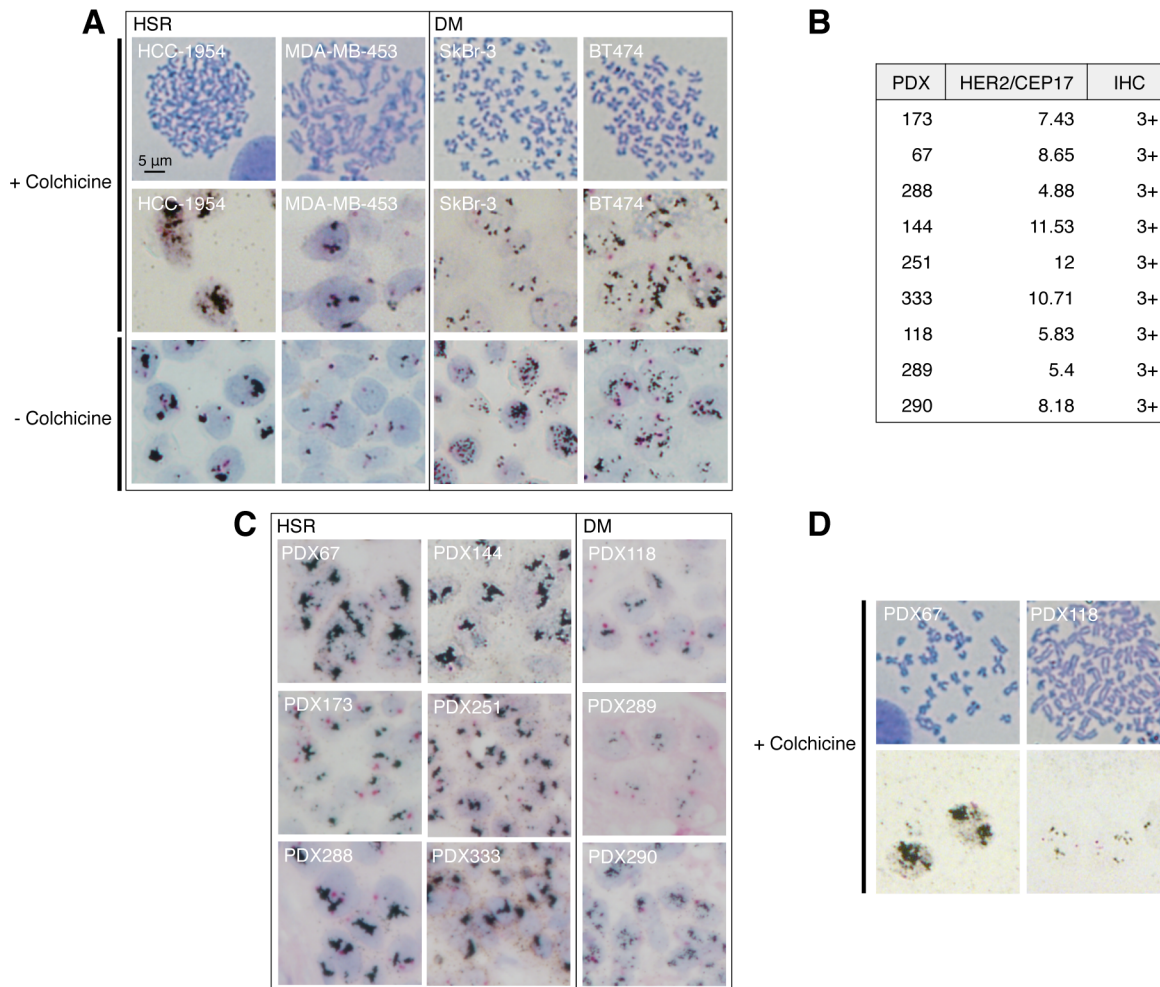 A
HSR DM
HCC-1954 MDA-MB-453 SkBr-3 BT474
5 µm
+ Colchicine
HCC-1954 MDA-MB-453 SkBr-3 BT474
- Colchicine
B
PDX HER2/CEP17 IHC
173 7.43 3+
67 8.65 3+
288 4.88 3+
144 11.53 3+
251 12 3+
333 10.71 3+
118 5.83 3+
289 5.4 3+
290 8.18 3+
C
HSR DM
PDX67 PDX144 PDX118
PDX173 PDX251 PDX289
PDX288 PDX333 PDX290
D
PDX67 PDX118
+ Colchicine